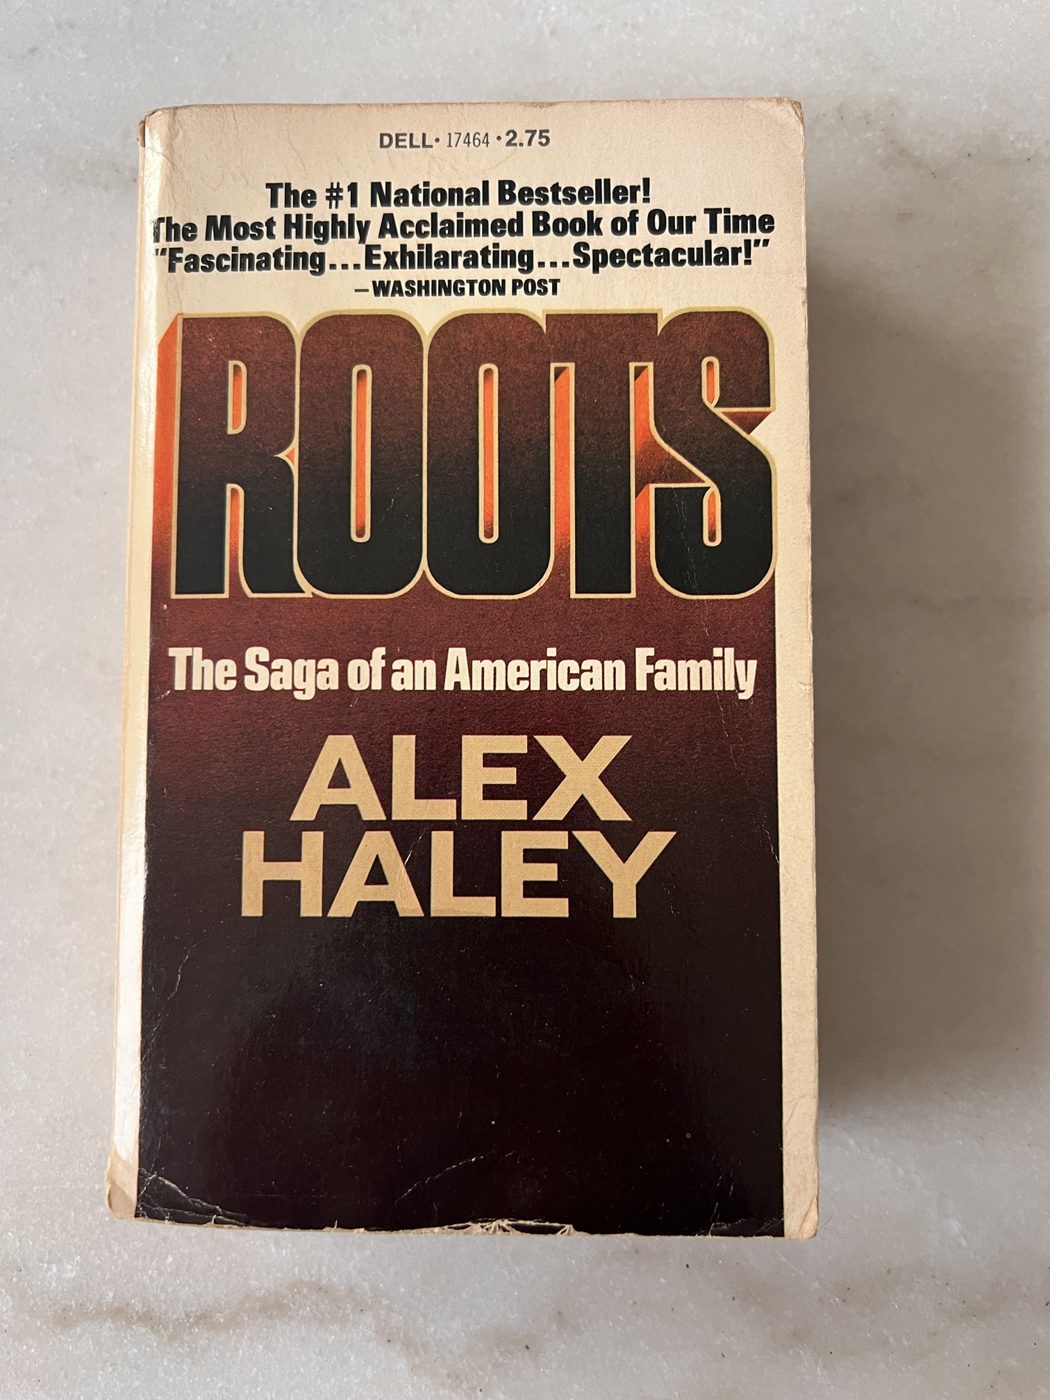 DELL • 17464 • 2.75
The #1 National Bestseller!
The Most Highly Acclaimed Book of Our Time
“Fascinating...Exhilarating...Spectacular!”
—WASHINGTON POST
ROOTS
The Saga of an American Family
ALEX
HALEY